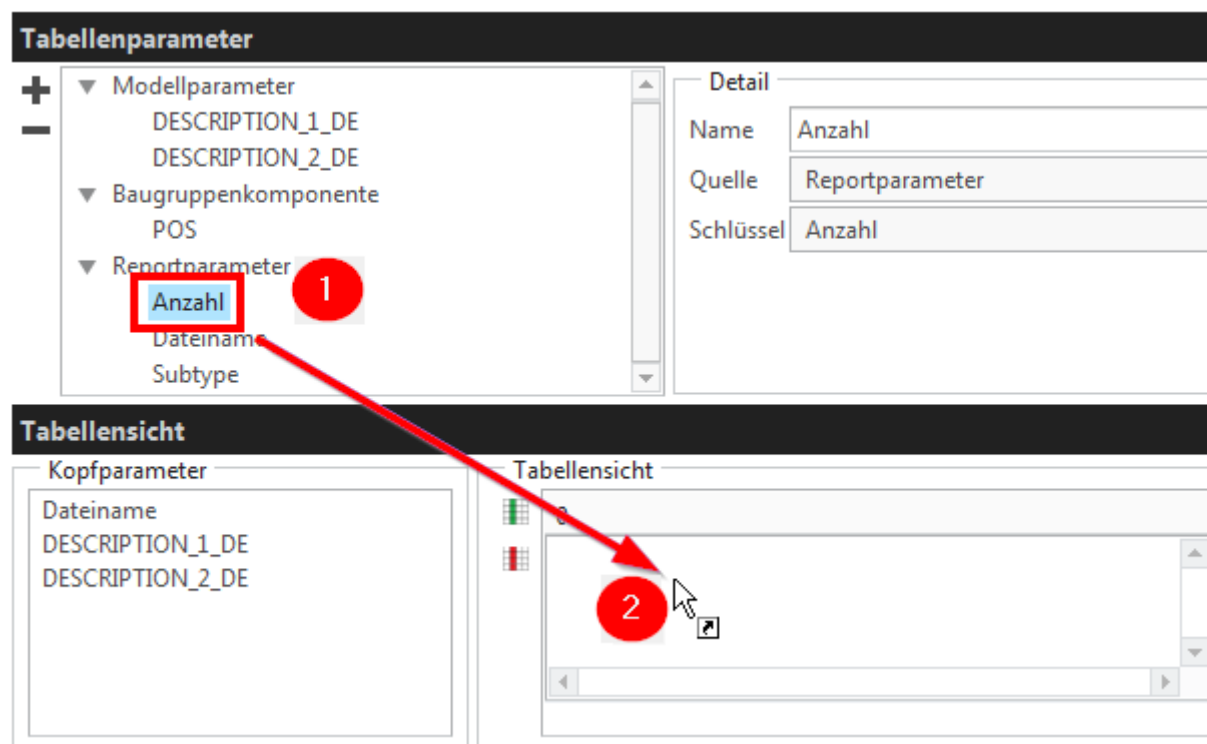 Tabellenparameter
Modellparameter
DESCRIPTION_1_DE
DESCRIPTION_2_DE
Baugruppenkomponente
POS
Reportparameter
Anzahl
Dateiname
Subtype
1
Detail
Name Anzahl
Quelle Reportparameter
Schlüssel Anzahl
Tabellensicht
Kopfparameter
Dateiname
DESCRIPTION_1_DE
DESCRIPTION_2_DE
Tabellensicht
0
2